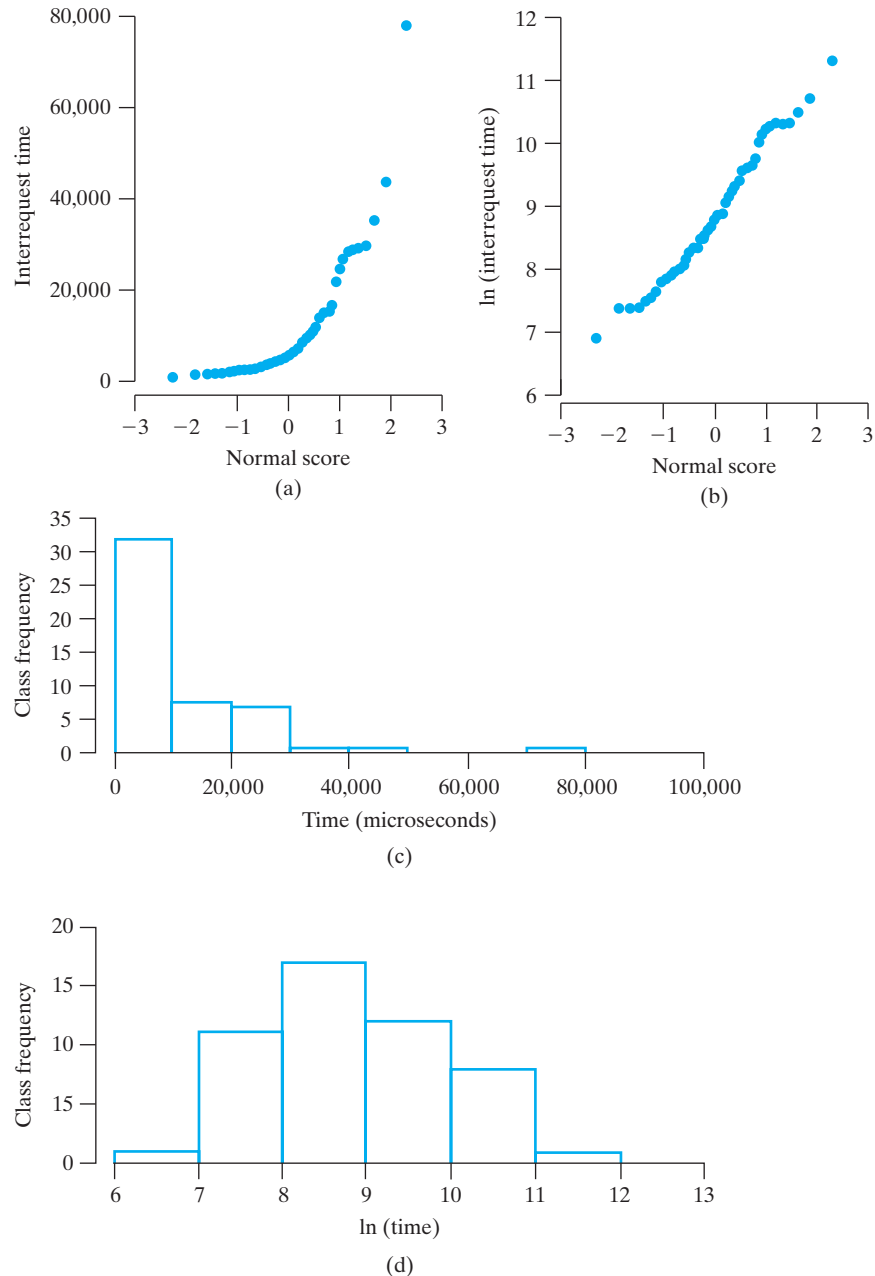 80,000
60,000
40,000
20,000
0
Interrequest time
−3 −2 −1 0 1 2 3
Normal score
(a)
12
11
10
9
8
7
6
ln (interrequest time)
−3 −2 −1 0 1 2 3
Normal score
(b)
35
30
25
20
15
10
5
0
Class frequency
0 20,000 40,000 60,000 80,000 100,000
Time (microseconds)
(c)
20
15
10
15
0
Class frequency
6 7 8 9 10 11 12 13
ln (time)
(d)